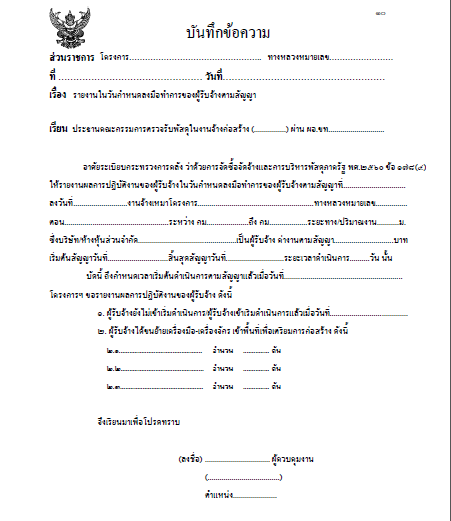 ๑๐
บันทึกข้อความ
ส่วนราชการ โครงการ.................................................. ทางหลวงหมายเลข........................
ที่ ...................................................... วันที่............................................................
เรื่อง รายงานในวันกำหนดลงมือทำการของผู้รับจ้างตามสัญญา
เรียน ประธานคณะกรรมการตรวจรับพัสดุในงานจ้างก่อสร้าง (.............) ผ่าน ผอ.ขท.......................
อาศัยระเบียบกระทรวงการคลัง ว่าด้วยการจัดซื้อจัดจ้างและการบริหารพัสดุภาครัฐ พ.ศ.๒๕๖๐ ข้อ ๑๗๘(๔)
ให้รายงานผลการปฏิบัติงานของผู้รับจ้างในวันกำหนดลงมือทำการของผู้รับจ้างตามสัญญาที่..........................
ลงวันที่.......................งานจ้างเหมาโครงการ..................................................ทางหลวงหมายเลข.............
ตอน.............................................ระหว่าง กม..................ถึง กม.................ระยะทาง/ปริมาณงาน..........ม.
ซึ่งบริษัท/ห้างหุ้นส่วนจำกัด..........................................เป็นผู้รับจ้าง ค่างานตามสัญญา.........................บาท
เริ่มต้นสัญญาวันที่..........................สิ้นสุดสัญญาวันที่.........................ระยะเวลาดำเนินการ.........วัน นั้น
บัดนี้ ถึงกำหนดเวลาเริ่มต้นดำเนินการตามสัญญาแล้วเมื่อวันที่..................................................
โครงการฯ ขอรายงานผลการปฏิบัติงานของผู้รับจ้าง ดังนี้
๑. ผู้รับจ้างยังไม่เข้าเริ่มดำเนินการ/ผู้รับจ้างเข้าเริ่มดำเนินการแล้วเมื่อวันที่..................................
๒. ผู้รับจ้างได้ขนย้ายเครื่องมือ-เครื่องจักร เข้าพื้นที่เพื่อเตรียมการก่อสร้าง ดังนี้
๒.๑.................................... จำนวน ............ คัน
๒.๒.................................... จำนวน ............ คัน
๒.๓.................................... จำนวน ............ คัน
จึงเรียนมาเพื่อโปรดทราบ
(ลงชื่อ) ............................ ผู้ควบคุมงาน
(...............................)
ตำแหน่ง...................